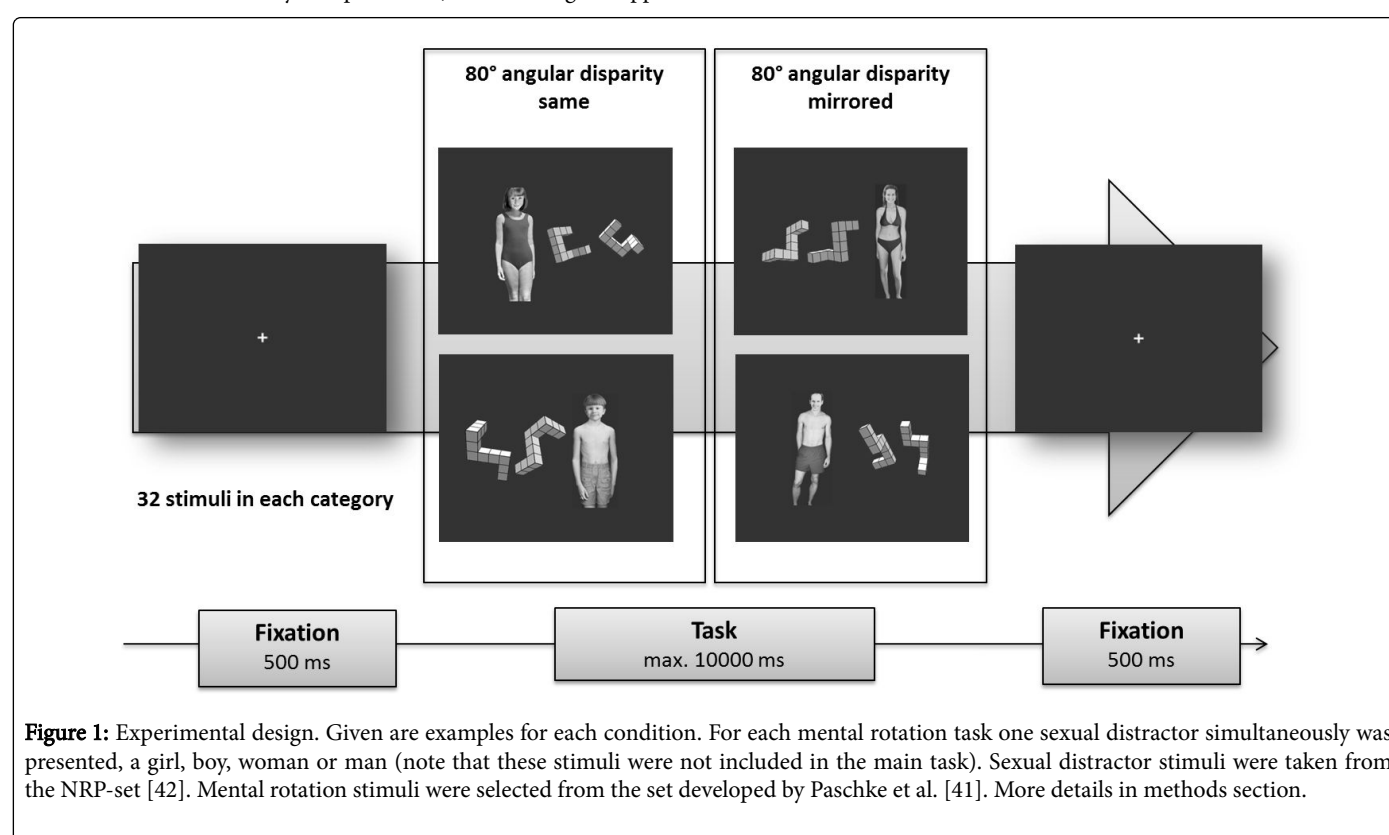 80° angular disparity
same
80° angular disparity
mirrored
+
+
32 stimuli in each category
Fixation
500 ms
Task
max. 10000 ms
Fixation
500 ms
Figure 1: Experimental design. Given are examples for each condition. For each mental rotation task one sexual distractor simultaneously was
presented, a girl, boy, woman or man (note that these stimuli were not included in the main task). Sexual distractor stimuli were taken from
the NRP-set [42]. Mental rotation stimuli were selected from the set developed by Paschke et al. [41]. More details in methods section.